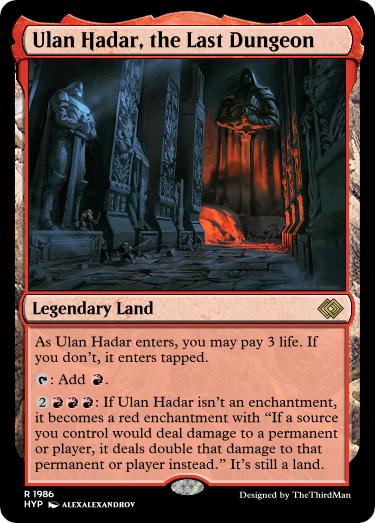 Ulan Hadar, the Last Dungeon
Legendary Land
As Ulan Hadar enters, you may pay 3 life. If
you don't, it enters tapped.
: Add R.
2 R R R: If Ulan Hadar isn't an enchantment,
it becomes a red enchantment with “If a source
you control would deal damage to a permanent
or player, it deals double that damage to that
permanent or player instead.” It's still a land.
R 1986
HYP ALEXALEXANDROV
Designed by TheThirdMan